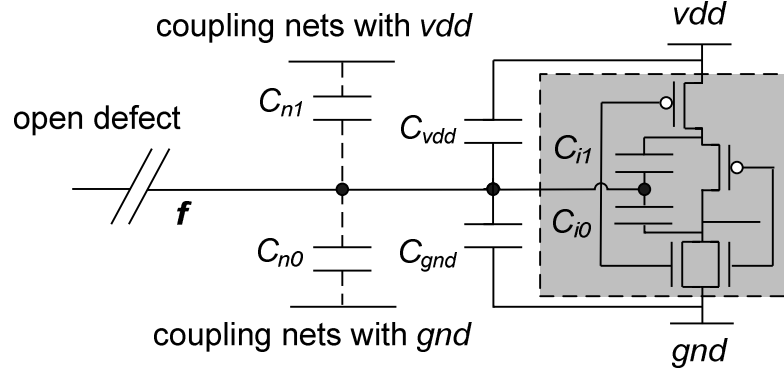 vdd
coupling nets with vdd
Cn1
open defect
Cvdd
Ci1
f
Ci0
Cn0
Cgnd
coupling nets with gnd
gnd